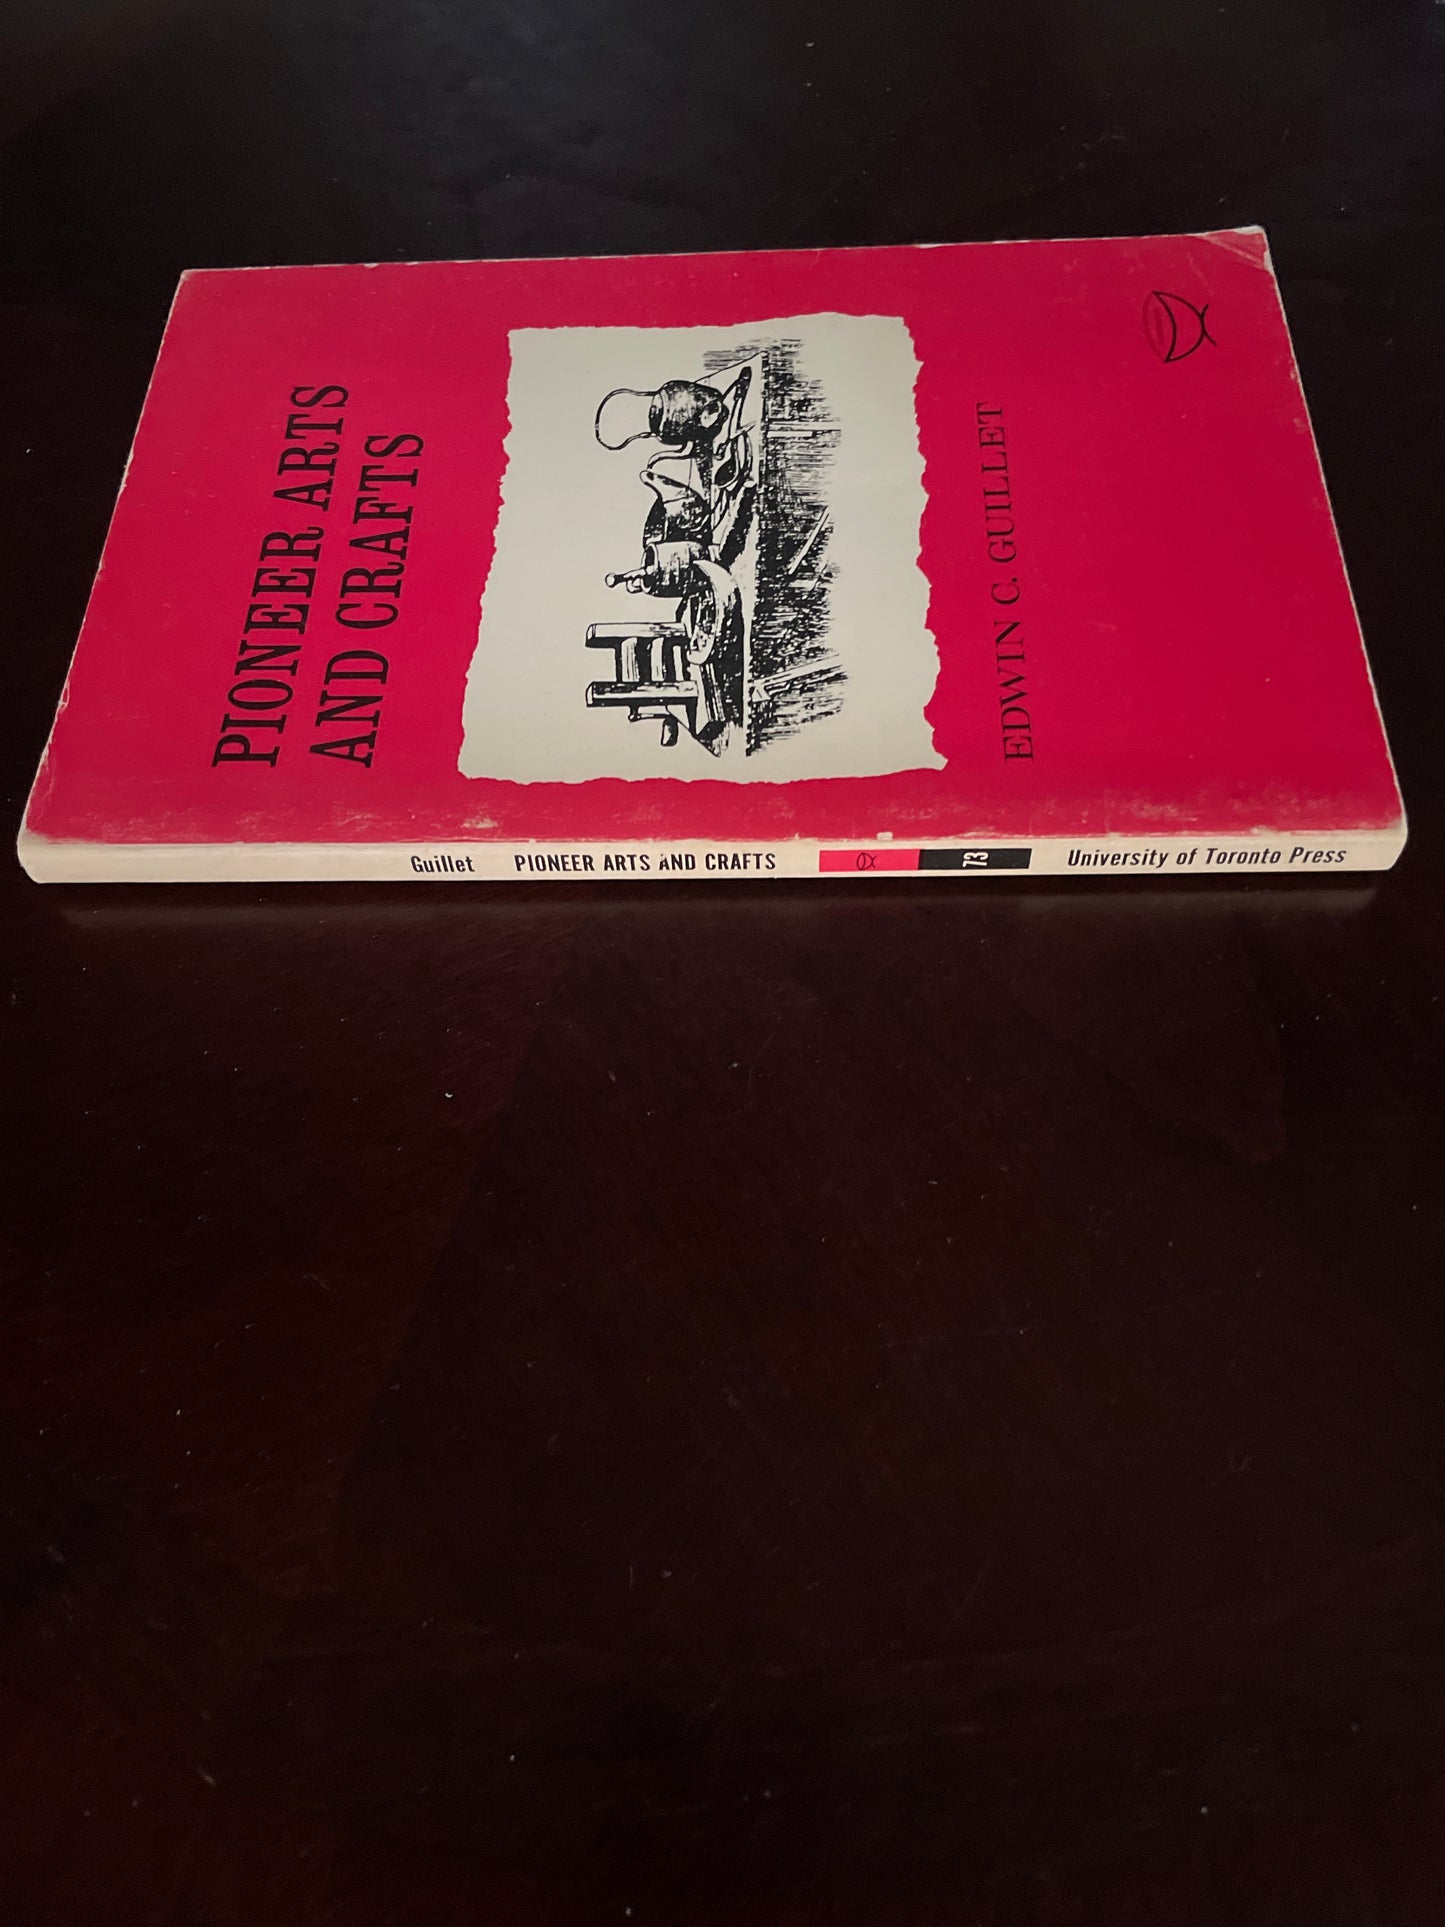 PIONEER ARTS
AND CRAFTS
EDWIN C. GUILLET
Guillet PIONEER ARTS AND CRAFTS 73 University of Toronto Press